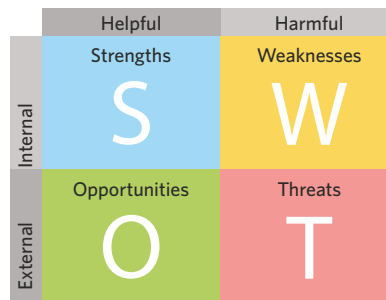 Helpful
Harmful
Internal
Strengths
Weaknesses
S
W
External
Opportunities
Threats
O
T